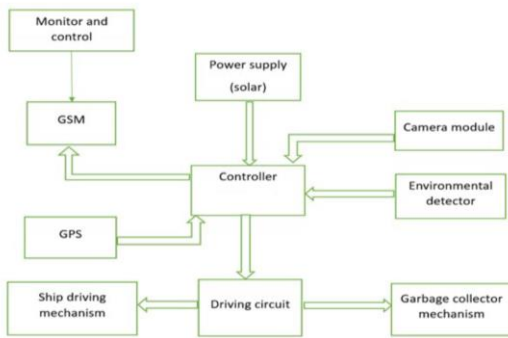 Monitor and
control
Power supply
(solar)
GSM
Camera module
Controller
Environmental
detector
GPS
Ship driving
mechanism
Driving circuit
Garbage collector
mechanism